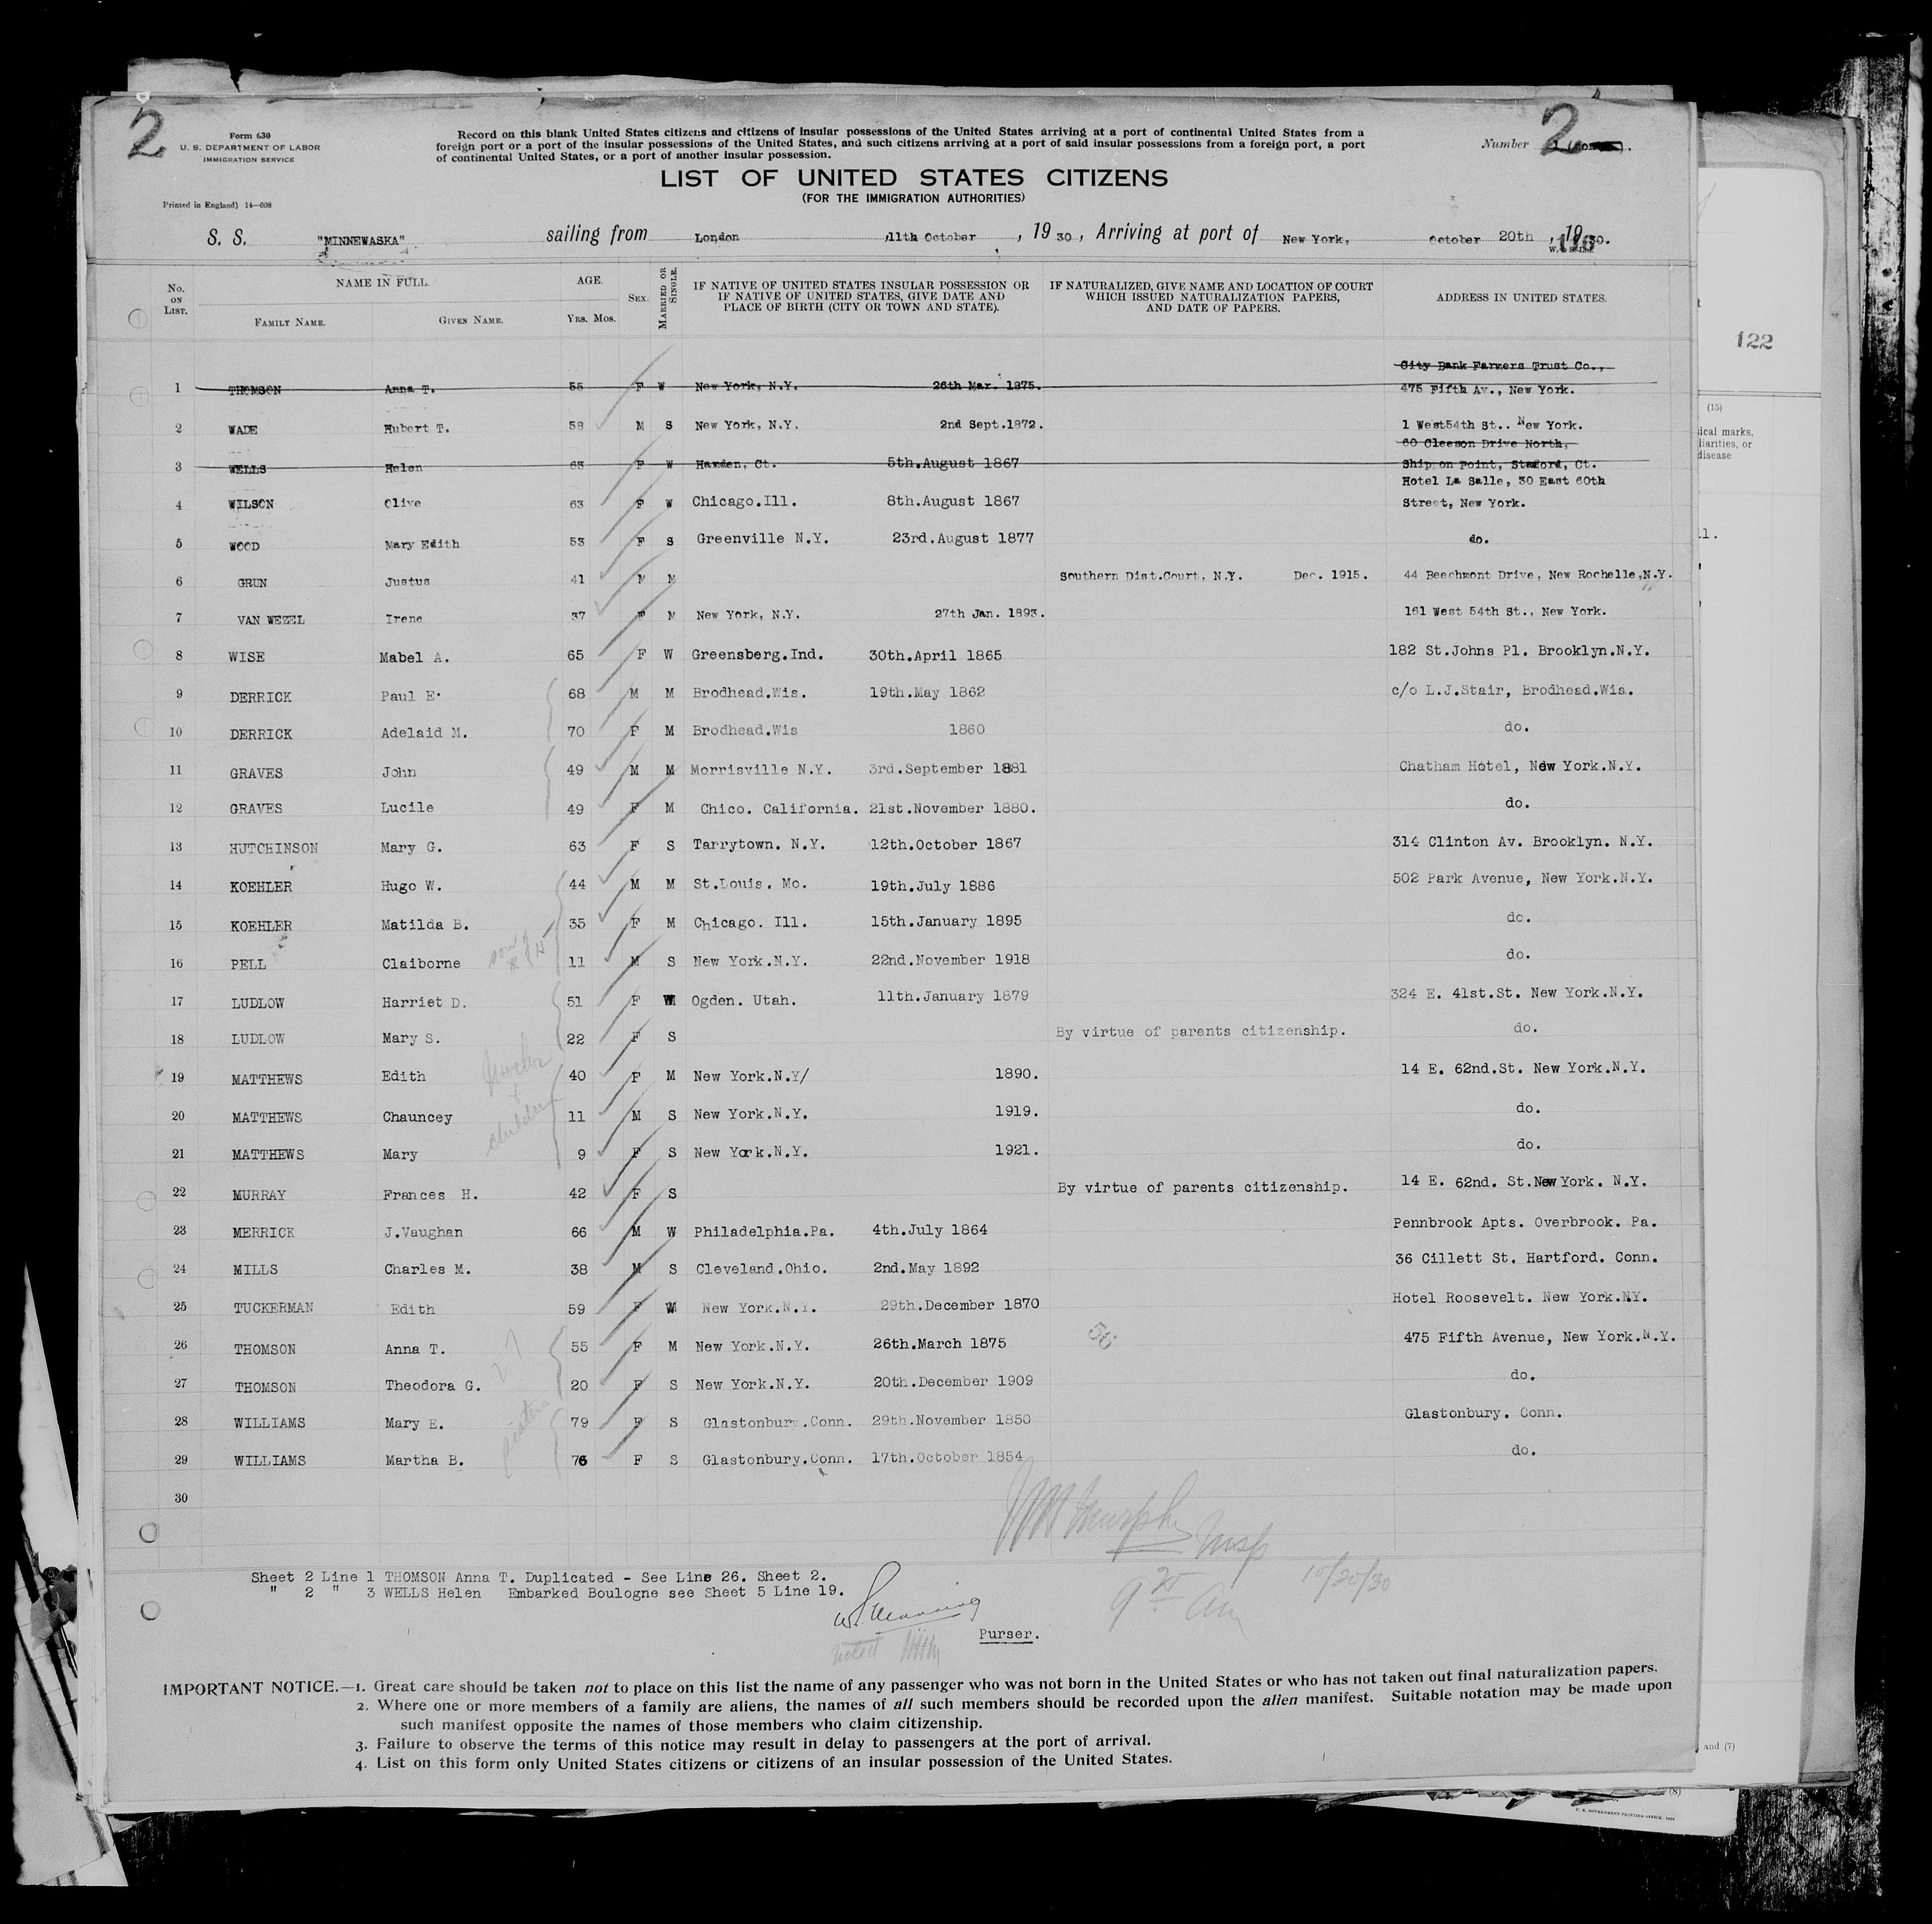 2
Form 630
U. S. DEPARTMENT OF LABOR
IMMIGRATION SERVICE
Printed in England) 14—608
Record on this blank United States citizens and citizens of insular possessions of the United States arriving at a port of continental United States from a
foreign port or a port of the insular possessions of the United States, and such citizens arriving at a port of said insular possessions from a foreign port, a port
of continental United States, or a port of another insular possession.
Number 2
LIST OF UNITED STATES CITIZENS
(FOR THE IMMIGRATION AUTHORITIES)
S. S. "MINNEWASKA" sailing from London ,11th October , 19 30 , Arriving at port of New York, October 20th , 19 30.
No. ON LIST.
NAME IN FULL.
FAMILY NAME. GIVEN NAME.
AGE.
YRS. MOS.
SEX.
MARRIED OR SINGLE.
IF NATIVE OF UNITED STATES INSULAR POSSESSION OR
IF NATIVE OF UNITED STATES, GIVE DATE AND
PLACE OF BIRTH (CITY OR TOWN AND STATE).
IF NATURALIZED, GIVE NAME AND LOCATION OF COURT
WHICH ISSUED NATURALIZATION PAPERS,
AND DATE OF PAPERS.
ADDRESS IN UNITED STATES.
City Bank Farmers Trust Co.,
1 THOMSON Anna T. 55 F W New York, N.Y. 26th Mar. 1875. 475 Fifth Av., New York.
2 WADE Hubert T. 58 M S New York, N.Y. 2nd Sept.1872. 1 West54th St.. New York.
60 Gleeson Drive North,
3 WELLS Helen 63 F W Hamden, Ct. 5th.August 1867 Shippon Point, Staford, Ct.
Hotel La Salle, 30 East 60th
4 WILSON Olive 63 F W Chicago.Ill. 8th.August 1867 Street, New York.
5 WOOD Mary Edith 53 F S Greenville N.Y. 23rd.August 1877 do.
6 GRUN Justus 41 M M Southern Dist.Court, N.Y. Dec. 1915. 44 Beechmont Drive, New Rochelle,N.Y.
7 VAN WEZEL Irene 37 F M New York, N.Y. 27th Jan. 1893. 161 West 54th St., New York.
8 WISE Mabel A. 65 F W Greensberg.Ind. 30th.April 1865 182 St.Johns Pl. Brooklyn.N.Y.
9 DERRICK Paul E. 68 M M Brodhead.Wis. 19th.May 1862 c/o L.J.Stair, Brodhead.Wis.
10 DERRICK Adelaid M. 70 F M Brodhead.Wis 1860 do.
11 GRAVES John 49 M M Morrisville N.Y. 3rd.September 1881 Chatham Hotel, New York.N.Y.
12 GRAVES Lucile 49 F M Chico. California. 21st.November 1880. do.
13 HUTCHINSON Mary G. 63 F S Tarrytown. N.Y. 12th.October 1867 314 Clinton Av. Brooklyn. N.Y.
14 KOEHLER Hugo W. 44 M M St.Louis. Mo. 19th.July 1886 502 Park Avenue, New York.N.Y.
15 KOEHLER Matilda B. 35 F M Chicago. Ill. 15th.January 1895 do.
16 PELL Claiborne son of #15 11 M S New York.N.Y. 22nd.November 1918 do.
17 LUDLOW Harriet D. 51 F W Ogden. Utah. 11th.January 1879 324 E. 41st.St. New York.N.Y.
18 LUDLOW Mary S. 22 F S By virtue of parents citizenship. do.
19 MATTHEWS Edith 40 F M New York.N.Y/ 1890. 14 E. 62nd.St. New York.N.Y.
mother + children
20 MATTHEWS Chauncey 11 M S New York.N.Y. 1919. do.
21 MATTHEWS Mary 9 F S New York.N.Y. 1921. do.
22 MURRAY Frances H. 42 F S By virtue of parents citizenship. 14 E. 62nd. St.New York. N.Y.
23 MERRICK J.Vaughan 66 M W Philadelphia.Pa. 4th.July 1864 Pennbrook Apts. Overbrook. Pa.
24 MILLS Charles M. 38 M S Cleveland.Ohio. 2nd.May 1892 36 Cillett St. Hartford. Conn.
25 TUCKERMAN Edith 59 F W New York.N.Y. 29th.December 1870 Hotel Roosevelt. New York.N.Y.
26 THOMSON Anna T. 55 F M New York.N.Y. 26th.March 1875 56 475 Fifth Avenue, New York.N.Y.
27 THOMSON Theodora G. 20 F S New York.N.Y. 20th.December 1909 do.
28 WILLIAMS Mary E. 79 F S Glastonbury.Conn. 29th.November 1850 Glastonbury. Conn.
sisters
29 WILLIAMS Martha B. 76 F S Glastonbury.Conn. 17th.October 1854 do.
30
Murphy Insp
9 25 am 10/20/30
Sheet 2 Line 1 THOMSON Anna T. Duplicated - See Line 26. Sheet 2.
" 2 " 3 WELLS Helen Embarked Boulogne see Sheet 5 Line 19.
Purser.
noted
IMPORTANT NOTICE.—1. Great care should be taken not to place on this list the name of any passenger who was not born in the United States or who has not taken out final naturalization papers.
2. Where one or more members of a family are aliens, the names of all such members should be recorded upon the alien manifest. Suitable notation may be made upon
such manifest opposite the names of those members who claim citizenship.
3. Failure to observe the terms of this notice may result in delay to passengers at the port of arrival.
4. List on this form only United States citizens or citizens of an insular possession of the United States.
122
(15)
ical marks,
liarities, or
disease
and (7)
(8)
U. S. GOVERNMENT PRINTING OFFICE